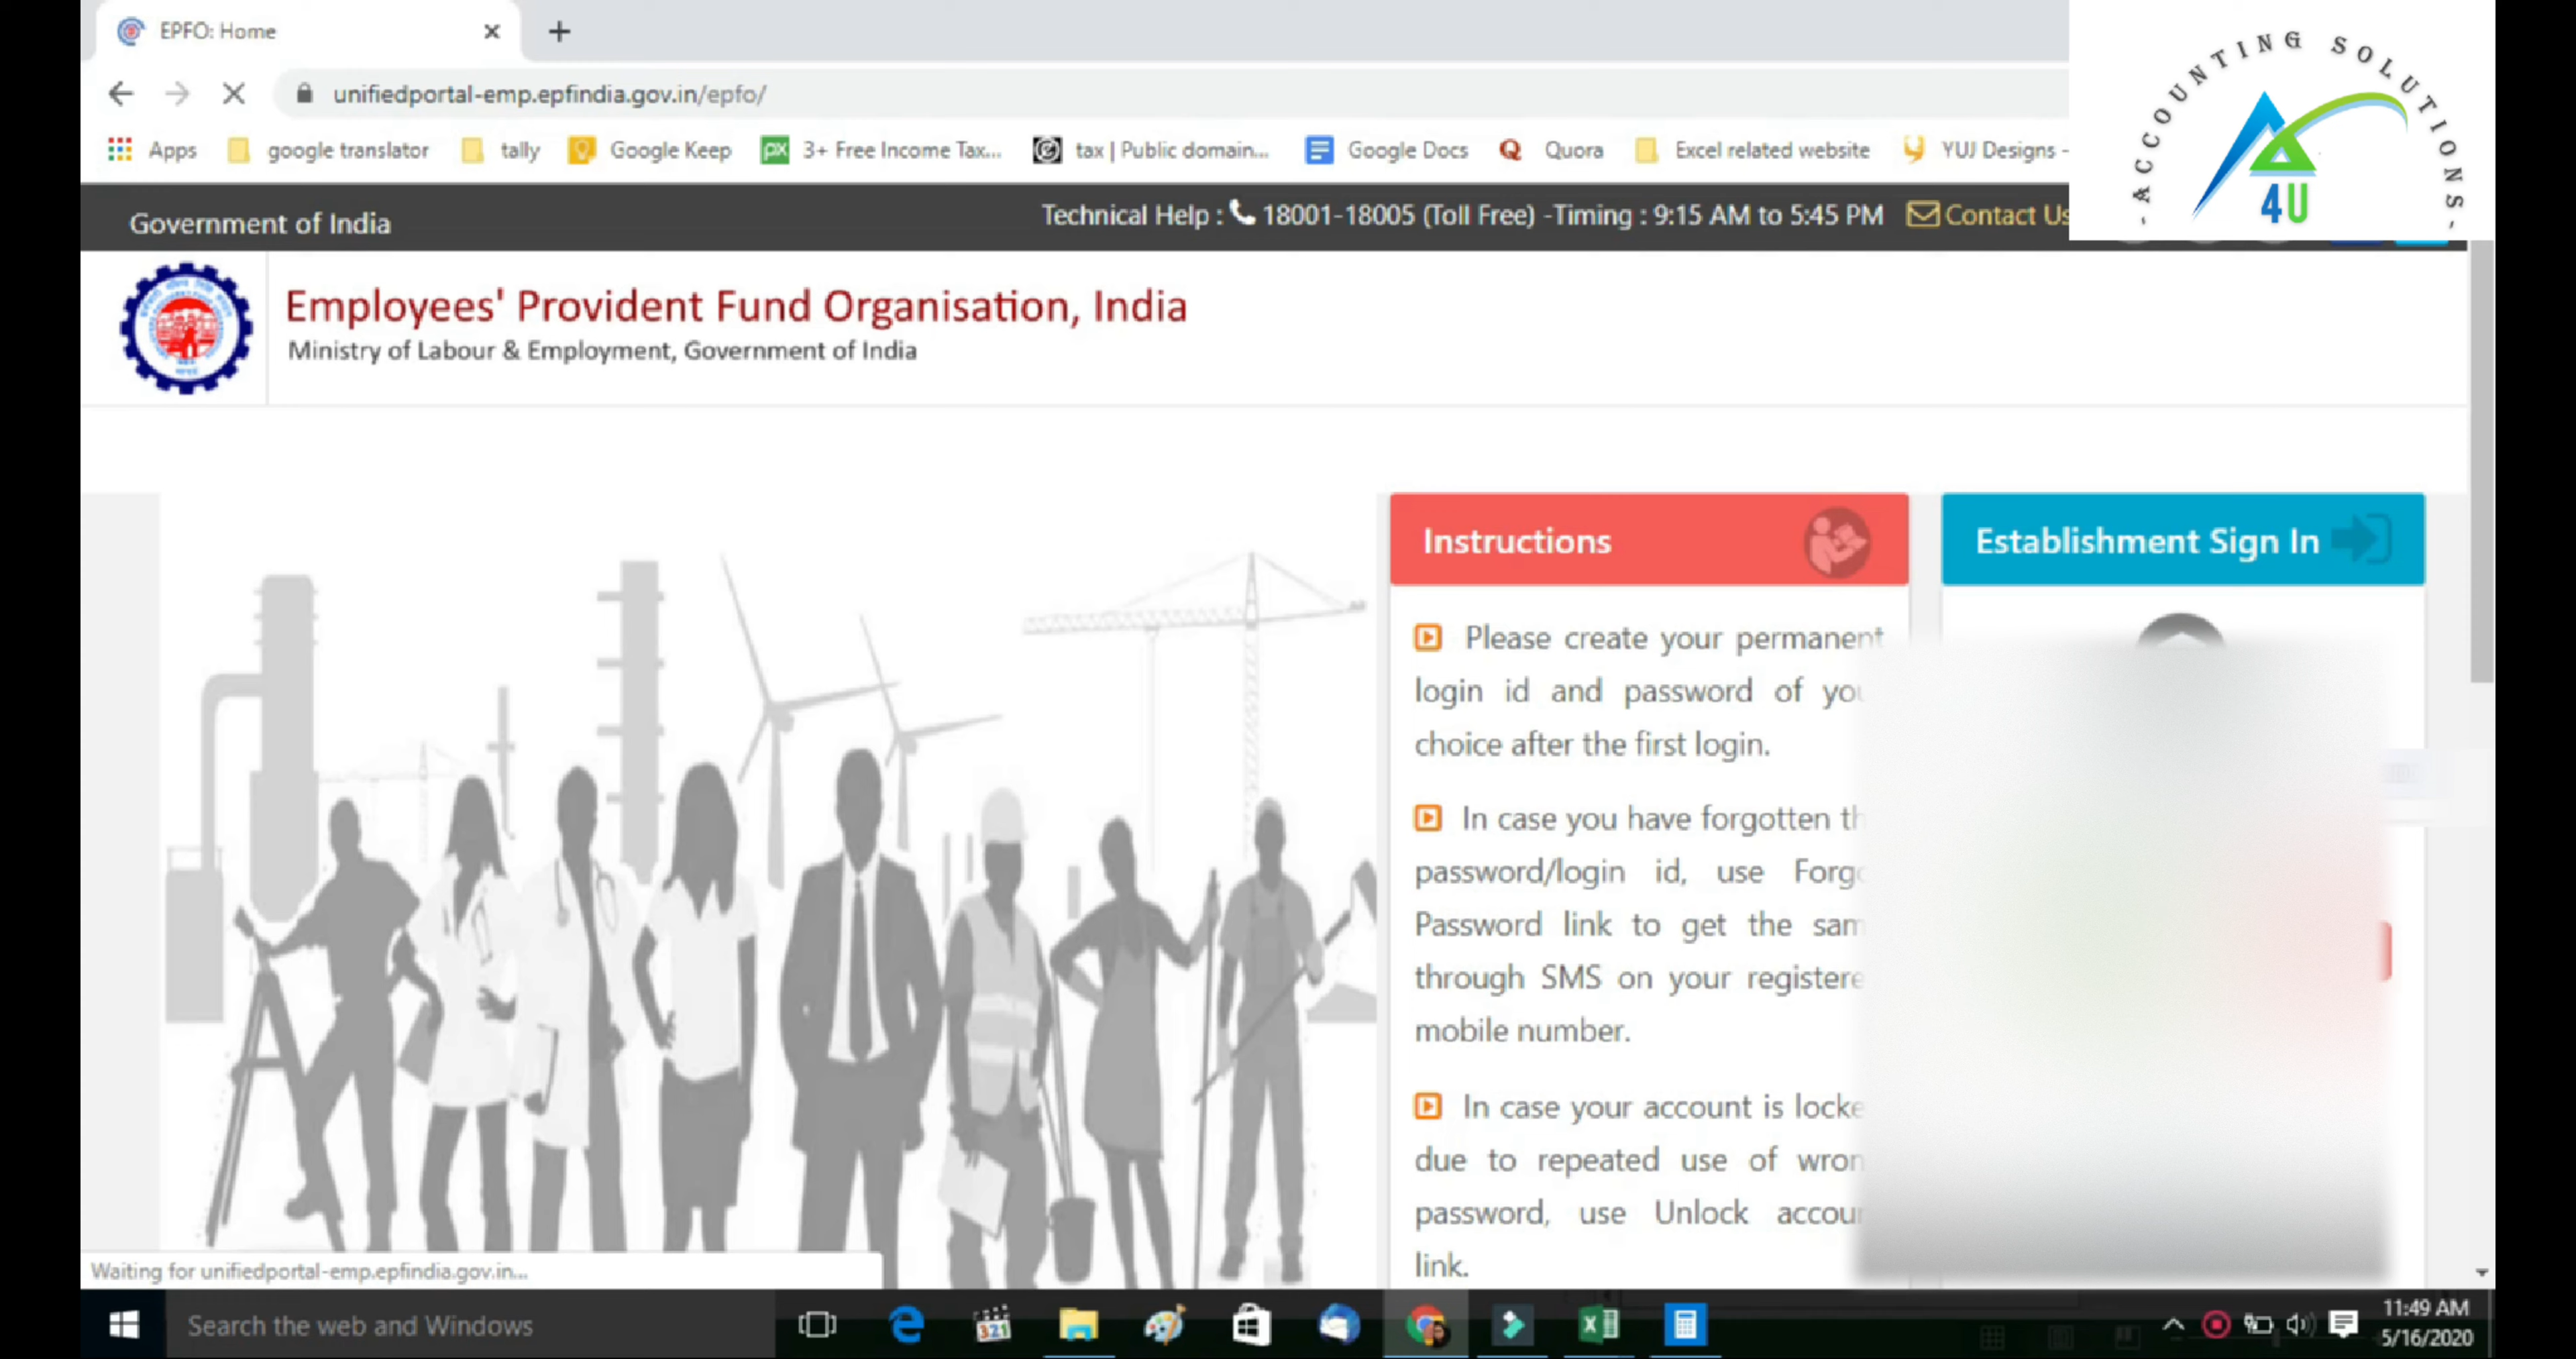 EPFO: Home
unifiedportal-emp.epfindia.gov.in/epfo/
Apps google translator tally Google Keep px 3+ Free Income Tax... tax | Public domain... Google Docs Q Quora Excel related website YUJ Designs -
-ACCOUNTING SOLUTIONS-
4U
Government of India
Technical Help : 18001-18005 (Toll Free) -Timing : 9:15 AM to 5:45 PM Contact Us
Employees' Provident Fund Organisation, India
Ministry of Labour & Employment, Government of India
Instructions
Please create your permanent
login id and password of you
choice after the first login.
In case you have forgotten th
password/login id, use Forgo
Password link to get the sam
through SMS on your registere
mobile number.
In case your account is locke
due to repeated use of wron
password, use Unlock accoun
link.
Establishment Sign In
Waiting for unifiedportal-emp.epfindia.gov.in...
Search the web and Windows
321
11:49 AM
5/16/2020